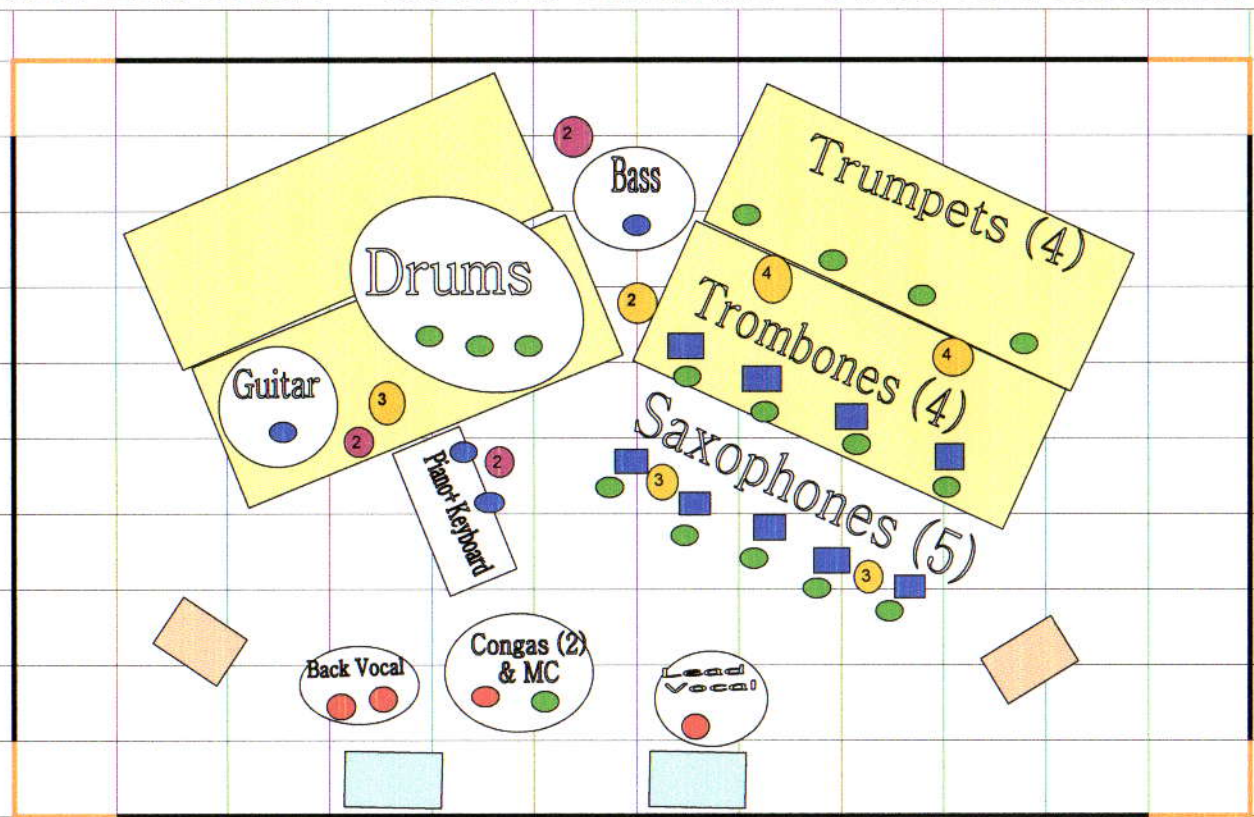 2
Bass
Trumpets (4)
Drums
2
4
Trombones (4)
4
Guitar
3
2
Saxophones (5)
Piano+ Keyboard
2
3
3
Back Vocal
Congas (2)
& MC
Lead
Vocal